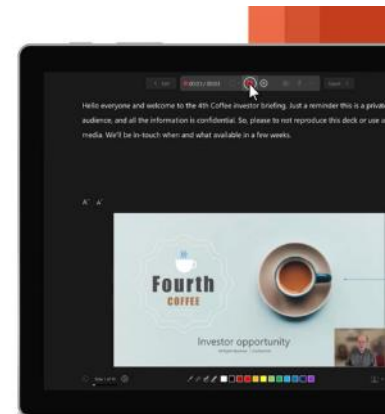 Edit
Export
Hello everyone and welcome to the 4th Coffee investor briefing. Just a reminder this is a private
audience, and all the information is confidential. So, please to not reproduce this deck or use a
media. We'll be in-touch when and what available in a few weeks.
Fourth
COFFEE
Investor opportunity